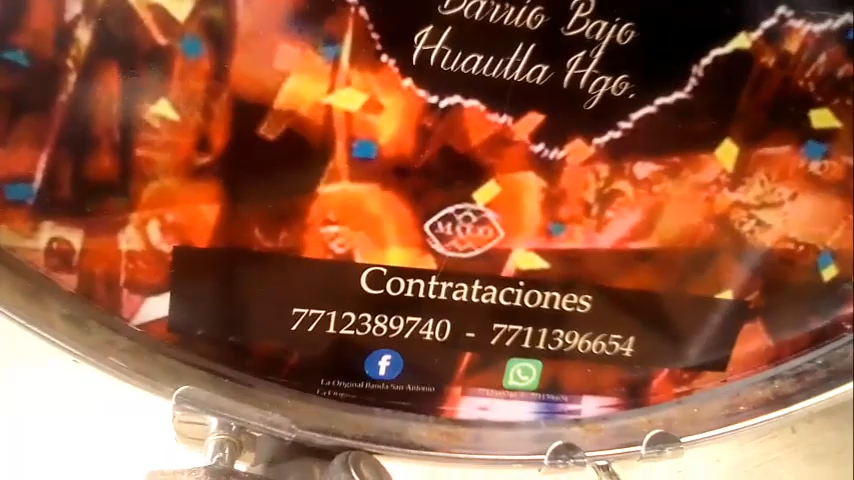 Barrio Bajo
Huautla Hgo.
Contrataciones
7712389740 - 7711396654
La Original Banda San Antonio